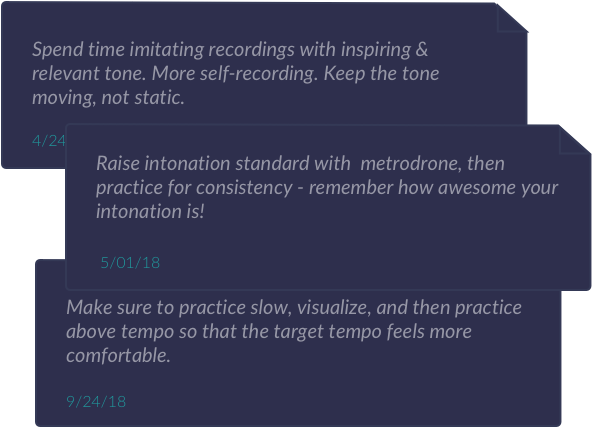 Spend time imitating recordings with inspiring &
relevant tone. More self-recording. Keep the tone
moving, not static.
4/24
Raise intonation standard with  metrodrone, then
practice for consistency - remember how awesome your
intonation is!
5/01/18
Make sure to practice slow, visualize, and then practice
above tempo so that the target tempo feels more
comfortable.
9/24/18